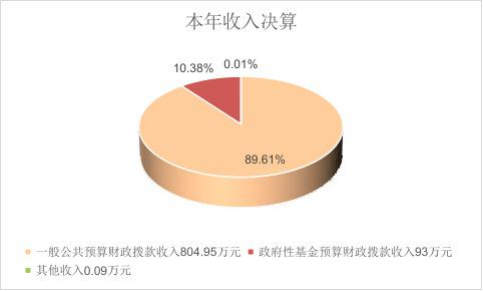 本年收入决算
10.38%
0.01%
89.61%
一般公共预算财政拨款收入804.95万元
政府性基金预算财政拨款收入93万元
其他收入0.09万元